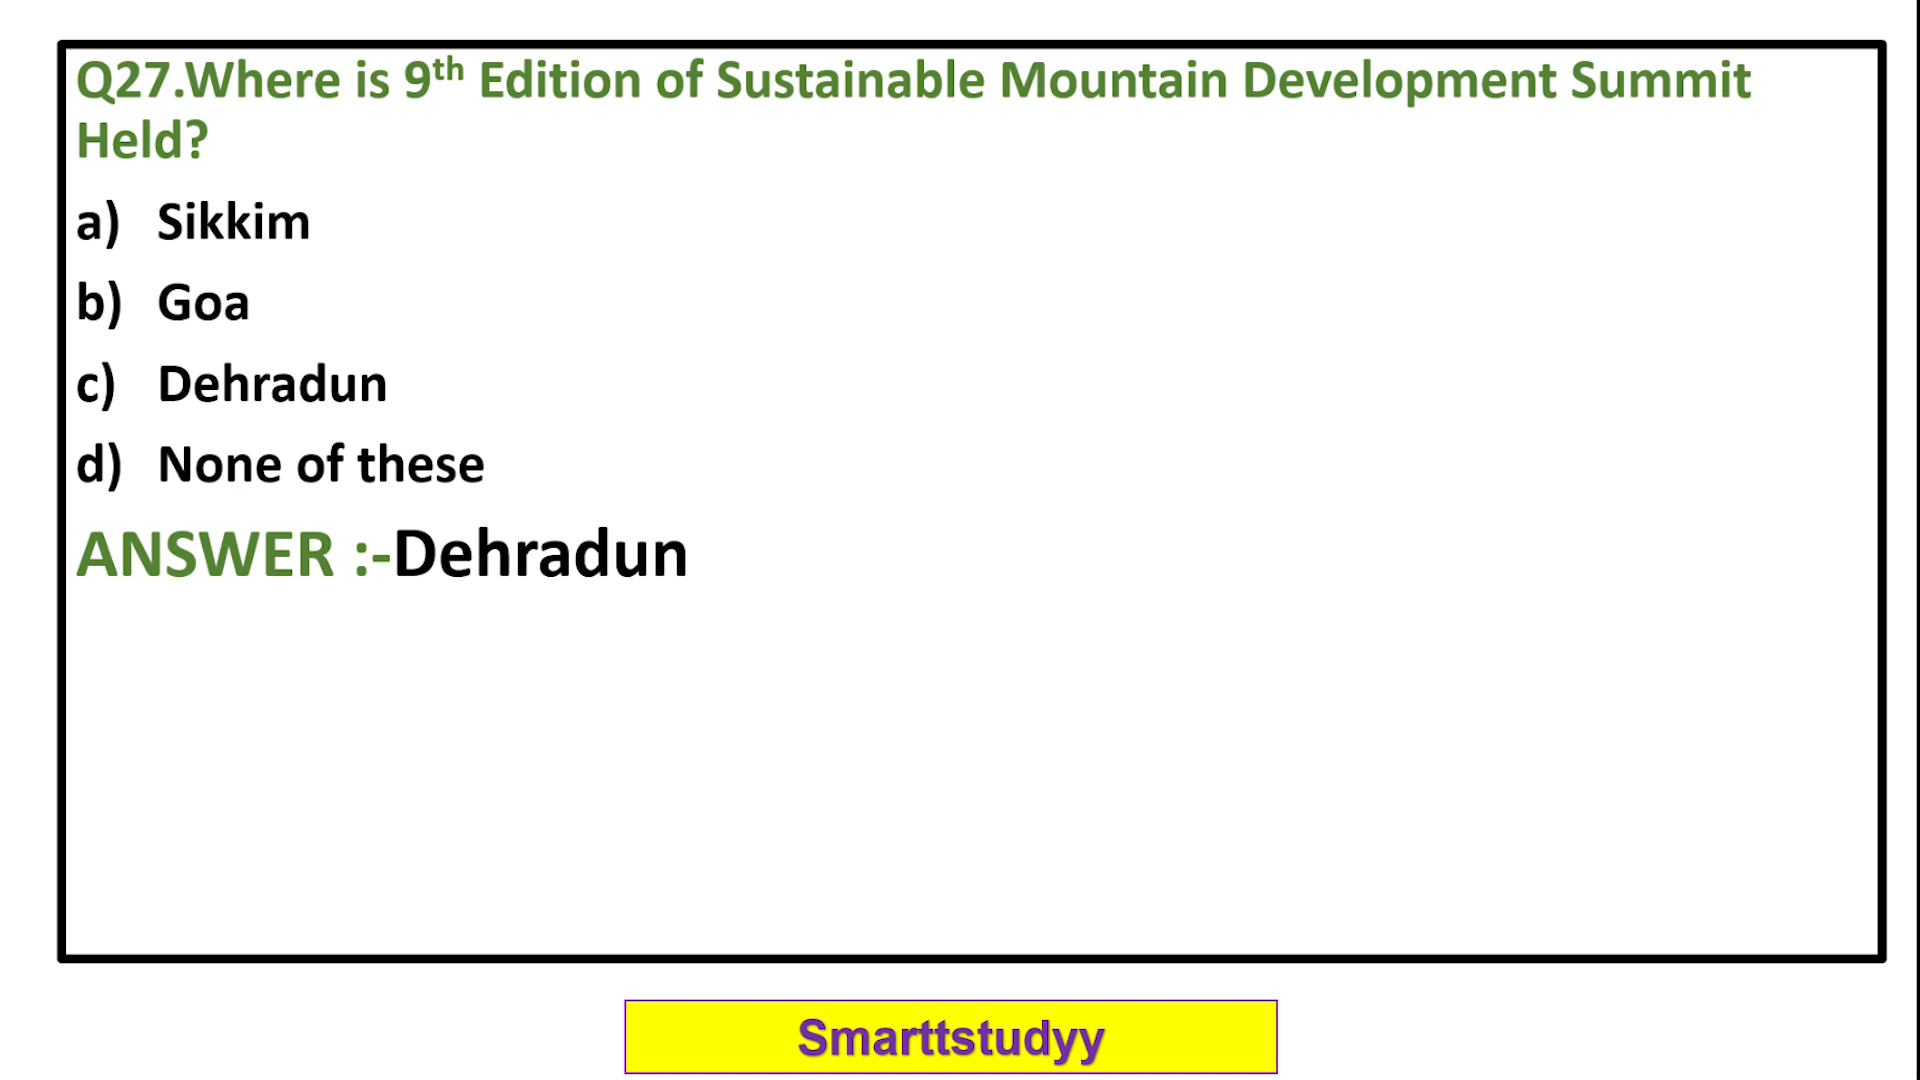 Q27.Where is 9th Edition of Sustainable Mountain Development Summit
Held?
a) Sikkim
b) Goa
c) Dehradun
d) None of these
ANSWER :-Dehradun
Smarttstudyy